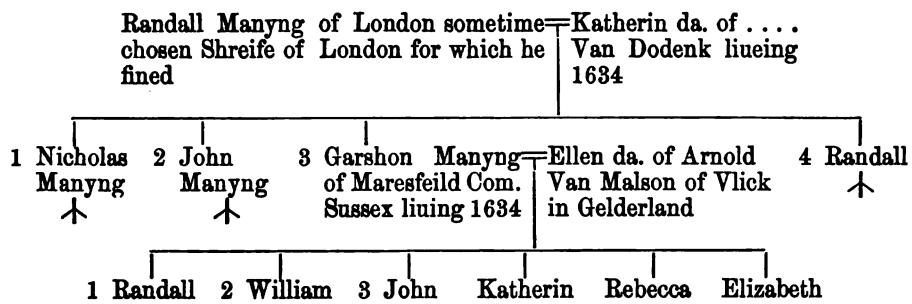 Randall Manyng of London sometime═Katherin da. of ....
chosen Shreife of London for which he Van Dodenk liueing
fined 1634
1 Nicholas 2 John 3 Garshon Manyng═Ellen da. of Arnold 4 Randall
Manyng Manyng of Maresfeild Com. Van Malson of Vlick
Sussex liuing 1634 in Gelderland
1 Randall 2 William 3 John Katherin Rebecca Elizabeth